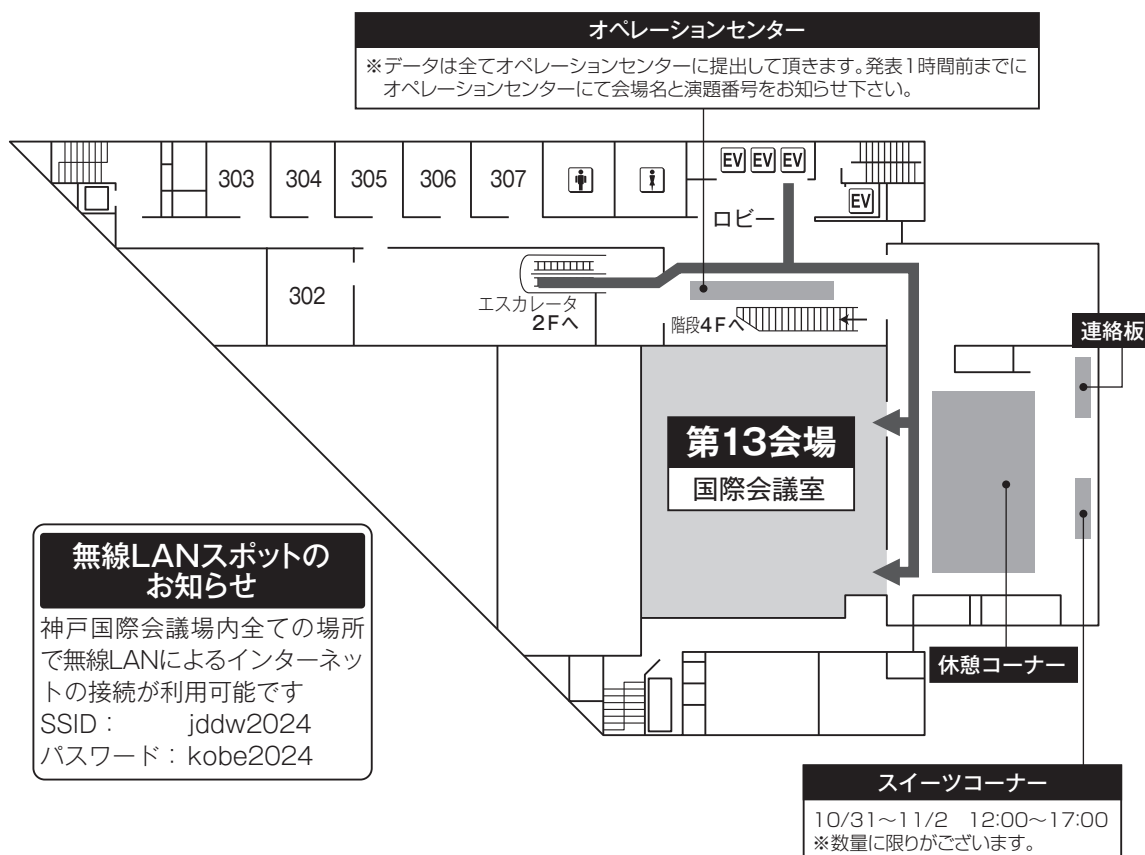 オペレーションセンター
※データは全てオペレーションセンターに提出して頂きます。発表1時間前までに
オペレーションセンターにて会場名と演題番号をお知らせ下さい。
303
304
305
306
307
EV
EV
EV
EV
ロビー
302
エスカレータ
2Fへ
階段4Fへ
連絡板
第13会場
国際会議室
無線LANスポットの
お知らせ
神戸国際会議場内全ての場所
で無線LANによるインターネッ
トの接続が利用可能です
SSID： jddw2024
パスワード：kobe2024
休憩コーナー
スイーツコーナー
10/31～11/2 12:00～17:00
※数量に限りがございます。